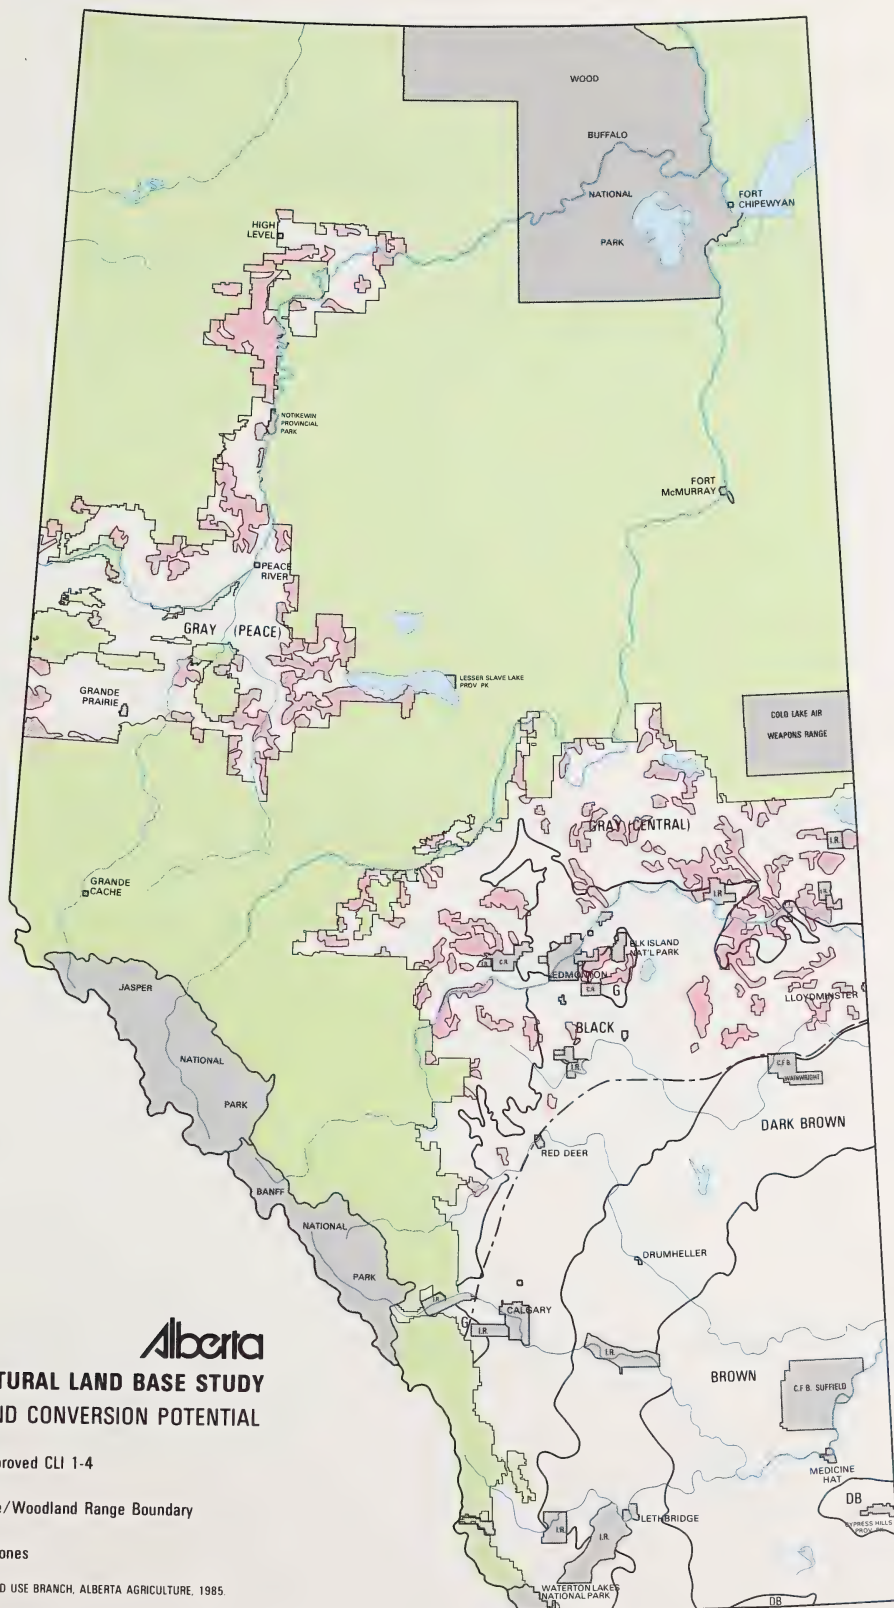 WOOD
BUFFALO
NATIONAL
PARK
FORT
CHIPEWYAN
HIGH
LEVEL
NOTIKEWIN
PROVINCIAL
PARK
FORT
McMURRAY
PEACE
RIVER
GRAY (PEACE)
LESSER SLAVE LAKE
PROV. PK.
GRANDE
PRAIRIE
COLD LAKE AIR
WEAPONS RANGE
GRAY (CENTRAL)
I.R.
GRANDE
CACHE
I.R.
I.R.
ELK ISLAND
NAT'L PARK
I.R.
C.R.
EDMONTON
C.R.
G
JASPER
LLOYDMINSTER
BLACK
NATIONAL
I.R.
C.F.B.
WAINWRIGHT
PARK
DARK BROWN
RED DEER
BANFF
NATIONAL
DRUMHELLER
PARK
I.R.
CALGARY
G
I.R.
I.R.
BROWN
C.F.B. SUFFIELD
Alberta
TURAL LAND BASE STUDY
ND CONVERSION POTENTIAL
proved CLI 1-4
MEDICINE
HAT
e/Woodland Range Boundary
DB
LETHBRIDGE
CYPRESS HILLS
PROV. PK.
I.R.
I.R.
ones
D USE BRANCH, ALBERTA AGRICULTURE, 1985.
WATERTON LAKES
NATIONAL PARK
DB